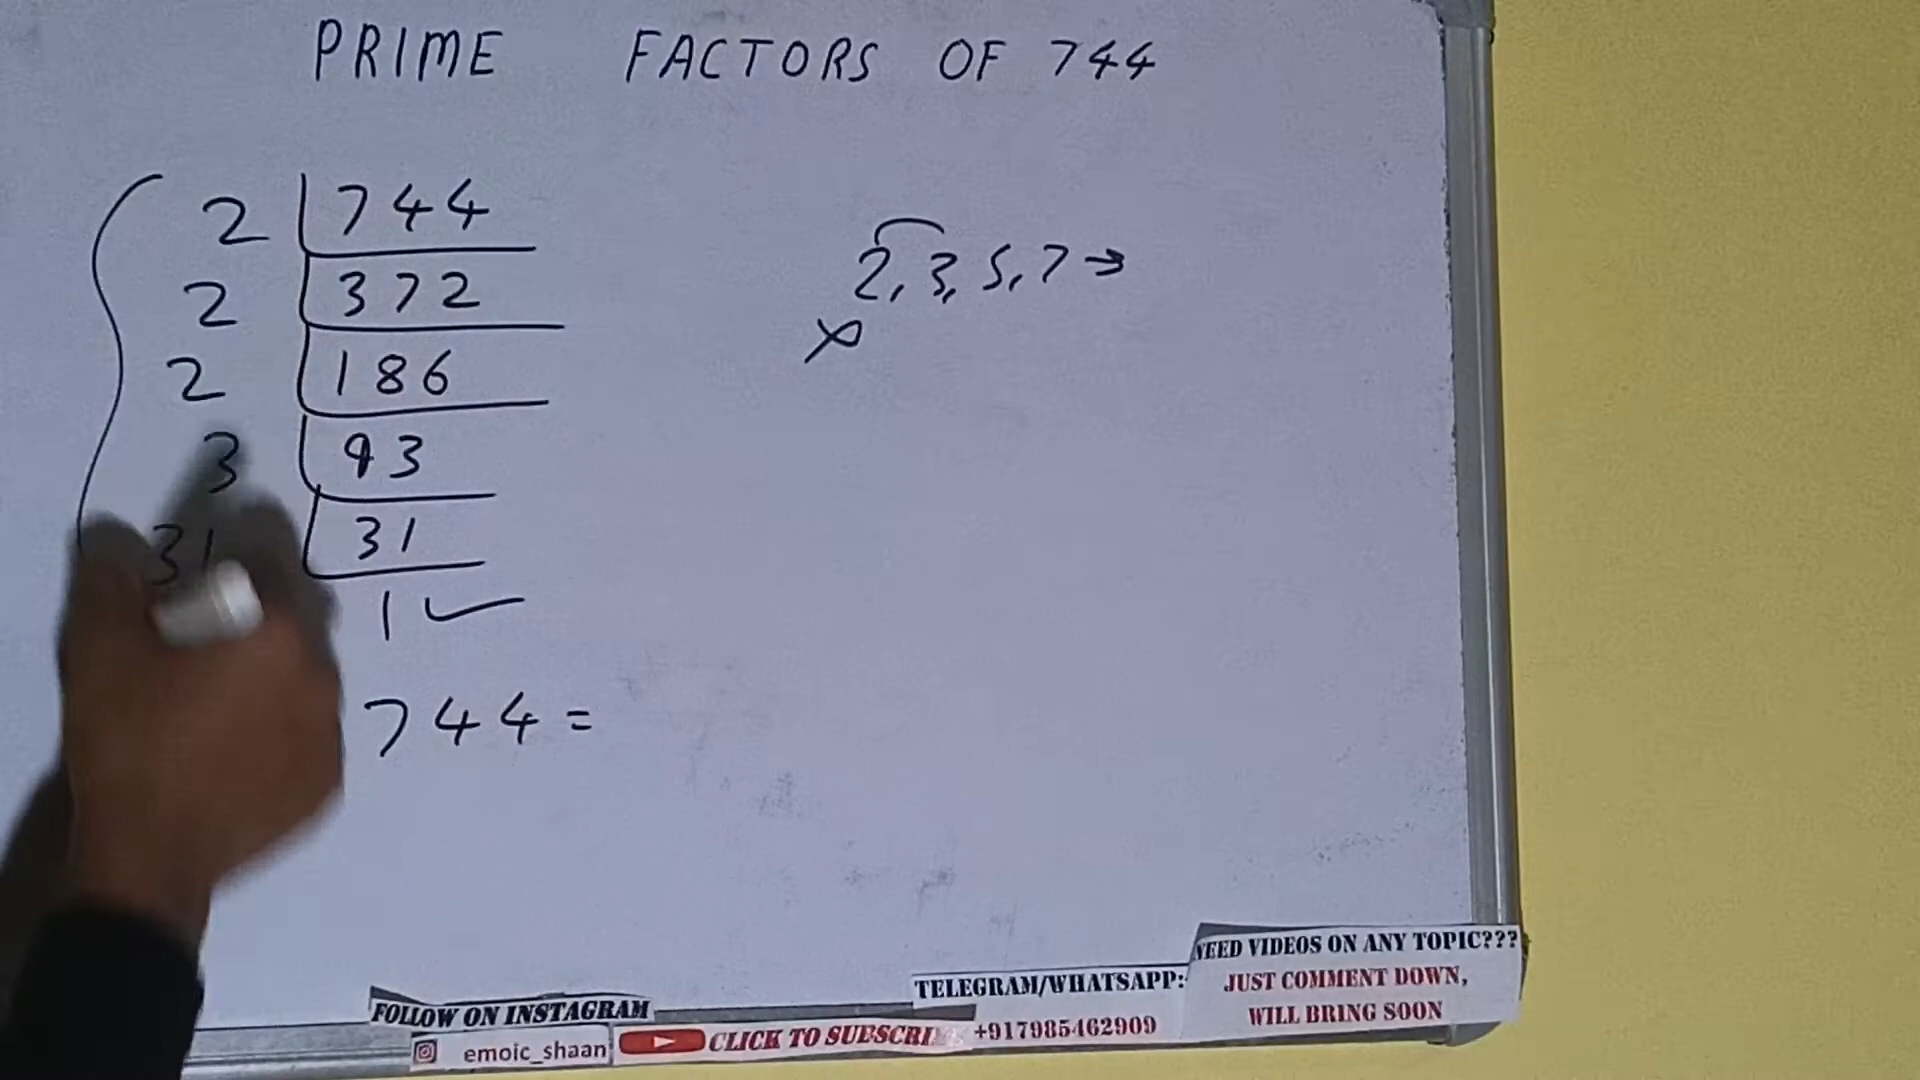 PRIME FACTORS OF 744
2 744
2 372
2 186
3 93
31 31
1
744 =
2, 3, 5, 7 →
NEED VIDEOS ON ANY TOPIC???
JUST COMMENT DOWN,
WILL BRING SOON
TELEGRAM/WHATSAPP:
+917985462909
FOLLOW ON INSTAGRAM
emoic_shaan
CLICK TO